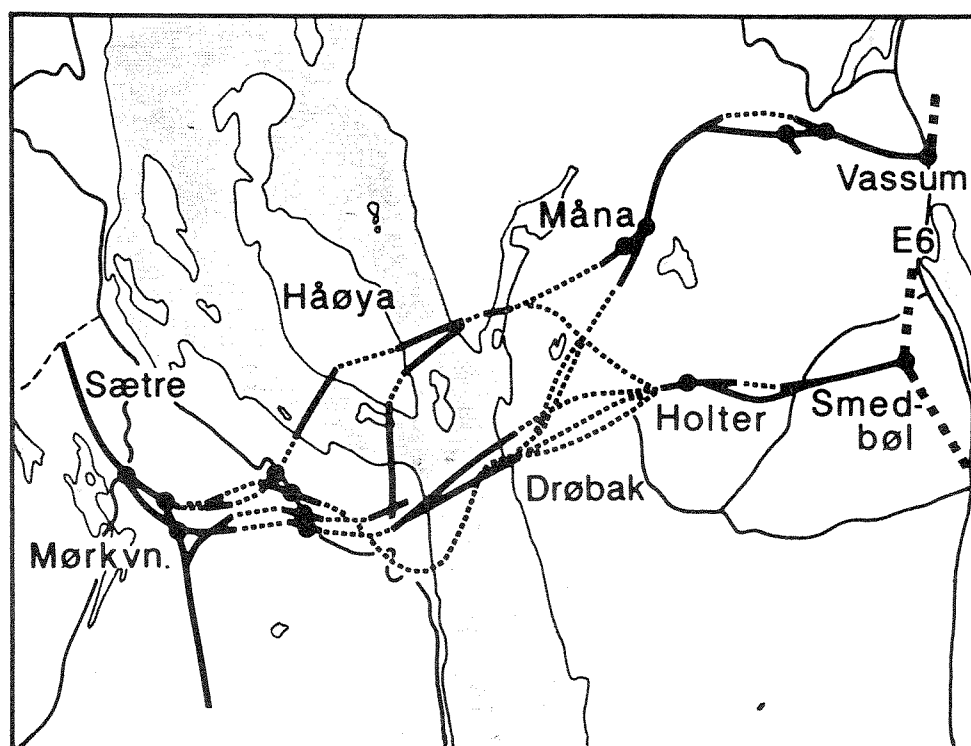 Vassum
Måna
E6
Håøya
Sætre
Holter
Smed-
bøl
Drøbak
Mørkvn.